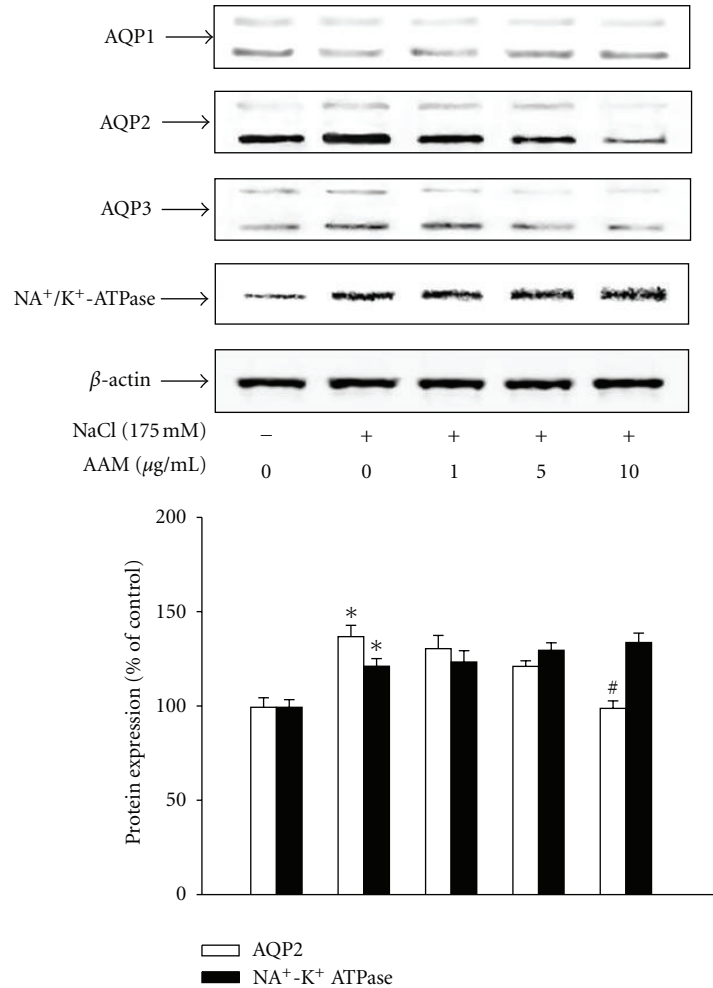 AQP1
AQP2
AQP3
NA⁺/K⁺-ATPase
β-actin
NaCl (175 mM) − + + + +
AAM (μg/mL) 0 0 1 5 10
Protein expression (% of control)
200
150
100
50
0
*
*
#
AQP2
NA⁺-K⁺ ATPase